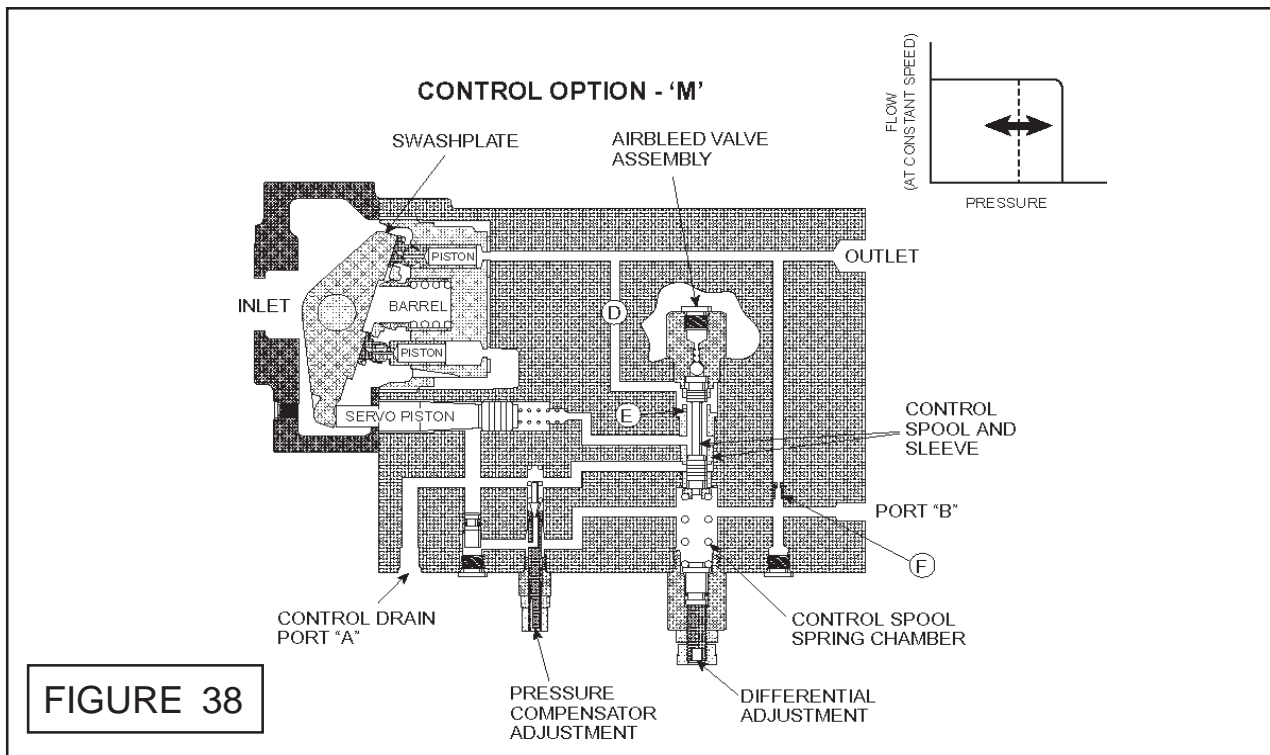 CONTROL OPTION - 'M'
FLOW
(AT CONSTANT SPEED)
PRESSURE
SWASHPLATE
AIRBLEED VALVE
ASSEMBLY
PISTON
OUTLET
INLET
BARREL
D
PISTON
SERVO PISTON
E
CONTROL
SPOOL AND
SLEEVE
PORT "B"
F
CONTROL DRAIN
PORT "A"
CONTROL SPOOL
SPRING CHAMBER
PRESSURE
COMPENSATOR
ADJUSTMENT
DIFFERENTIAL
ADJUSTMENT
FIGURE 38